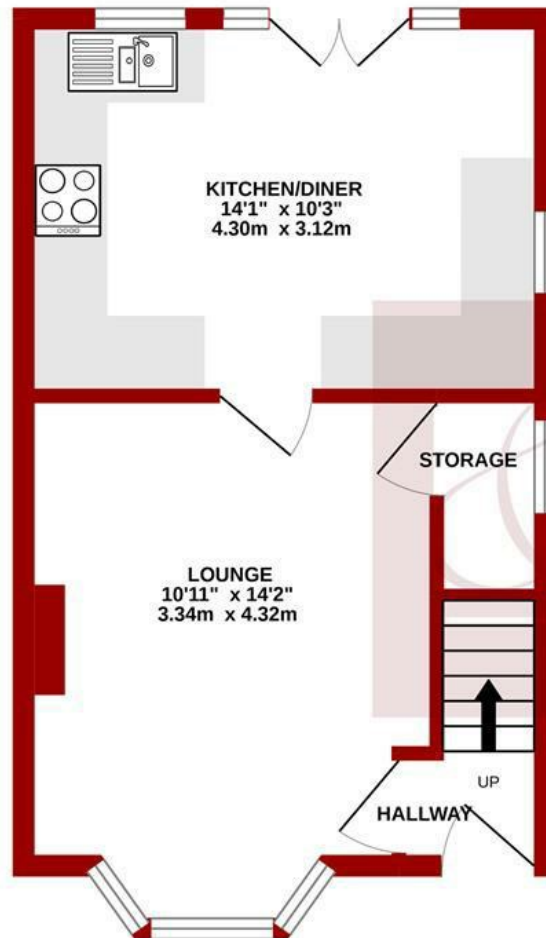 KITCHEN/DINER
14'1" x 10'3"
4.30m x 3.12m
STORAGE
LOUNGE
10'11" x 14'2"
3.34m x 4.32m
UP
HALLWAY